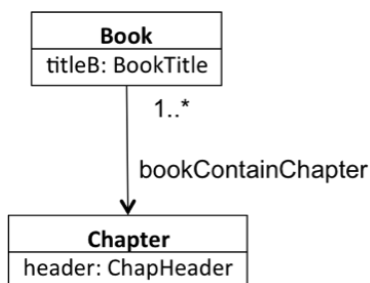 Book
titleB: BookTitle
1..*
bookContainChapter
Chapter
header: ChapHeader